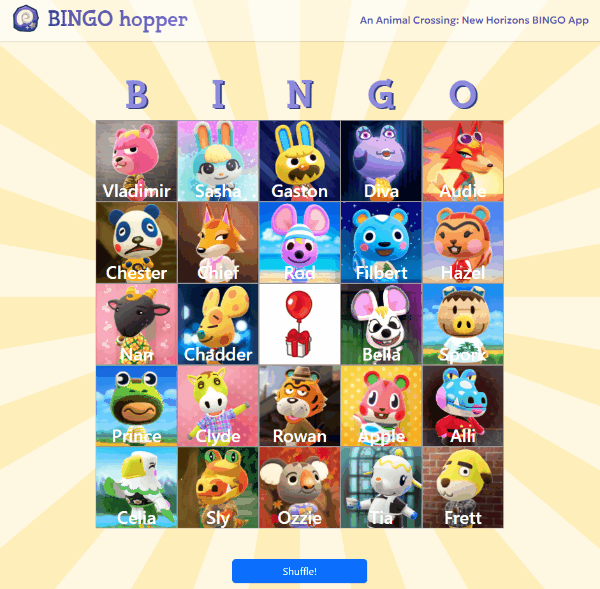 BINGO hopper
An Animal Crossing: New Horizons BINGO App
B I N G O
Vladimir Sasha Gaston Diva Audie
Chester Chief Rod Filbert Hazel
Nan Chadder Bella Spork
Prince Clyde Rowan Apple Alli
Celia Sly Ozzie Tia Frett
Shuffle!